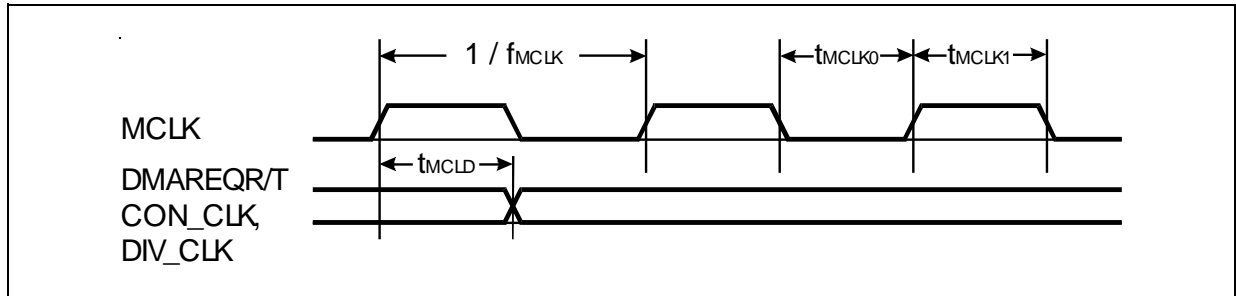 1 / fMCLK
tMCLK0
tMCLK1
MCLK
tMCLD
DMAREQR/T
CON_CLK,
DIV_CLK